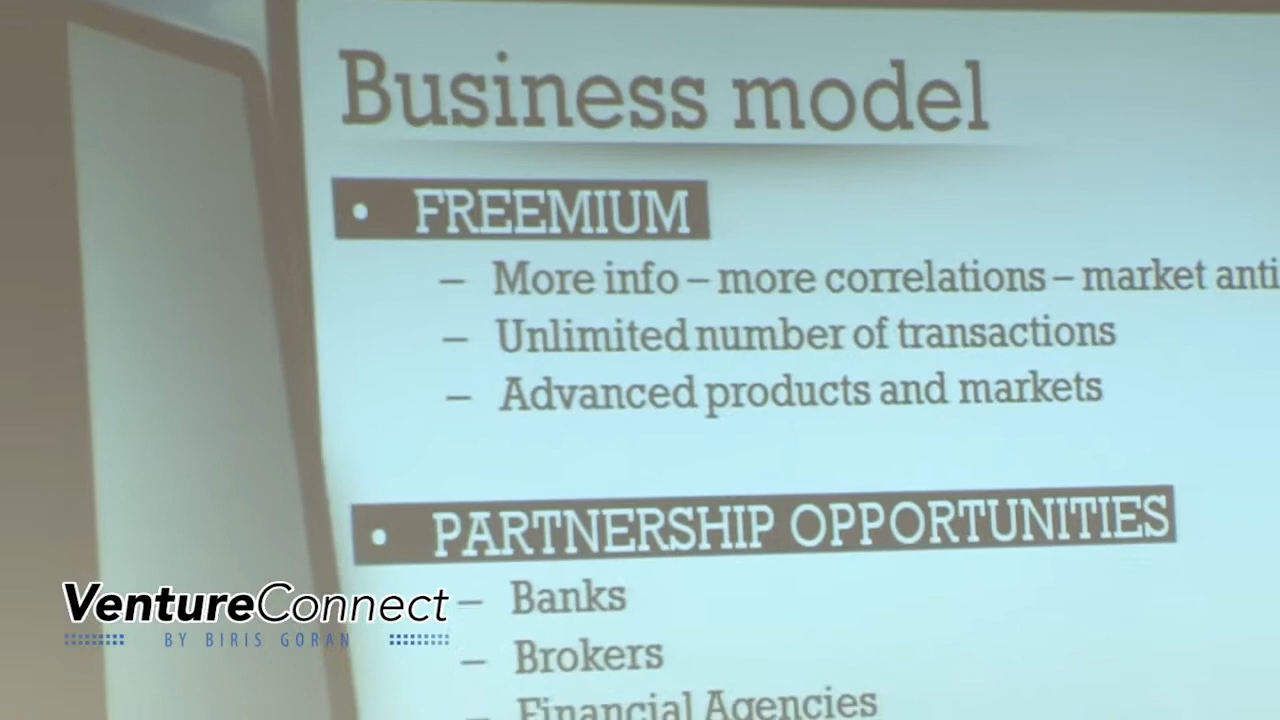 Business model
• FREEMIUM
– More info – more correlations – market anti
– Unlimited number of transactions
– Advanced products and markets
• PARTNERSHIP OPPORTUNITIES
– Banks
– Brokers
– Financial Agencies
VentureConnect
BY BIRIS GORAN